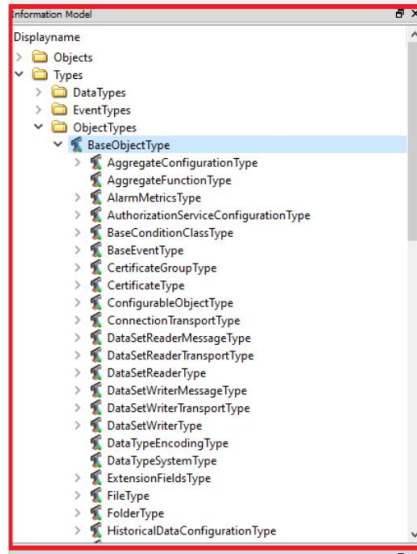 Information Model
Displayname
Objects
Types
DataTypes
EventTypes
ObjectTypes
BaseObjectType
AggregateConfigurationType
AggregateFunctionType
AlarmMetricsType
AuthorizationServiceConfigurationType
BaseConditionClassType
BaseEventType
CertificateGroupType
CertificateType
ConfigurableObjectType
ConnectionTransportType
DataSetReaderMessageType
DataSetReaderTransportType
DataSetReaderType
DataSetWriterMessageType
DataSetWriterTransportType
DataSetWriterType
DataTypeEncodingType
DataTypeSystemType
ExtensionFieldsType
FileType
FolderType
HistoricalDataConfigurationType